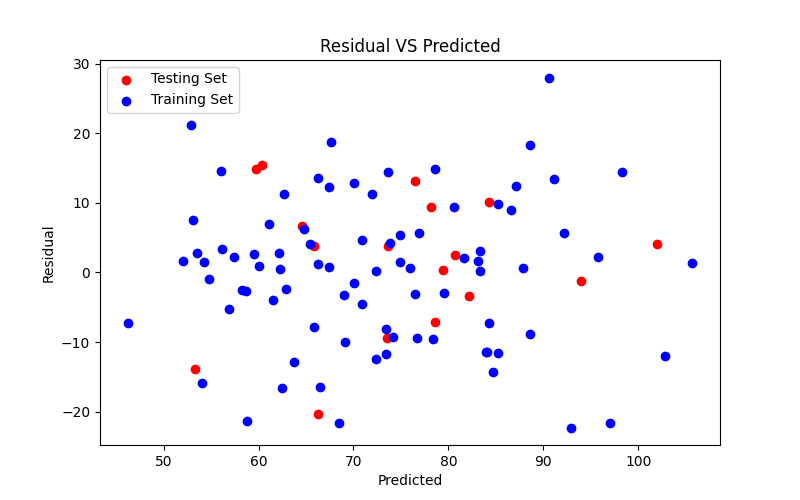 Residual VS Predicted
Testing Set
Training Set
30
20
10
0
−10
−20
Residual
50 60 70 80 90 100
Predicted